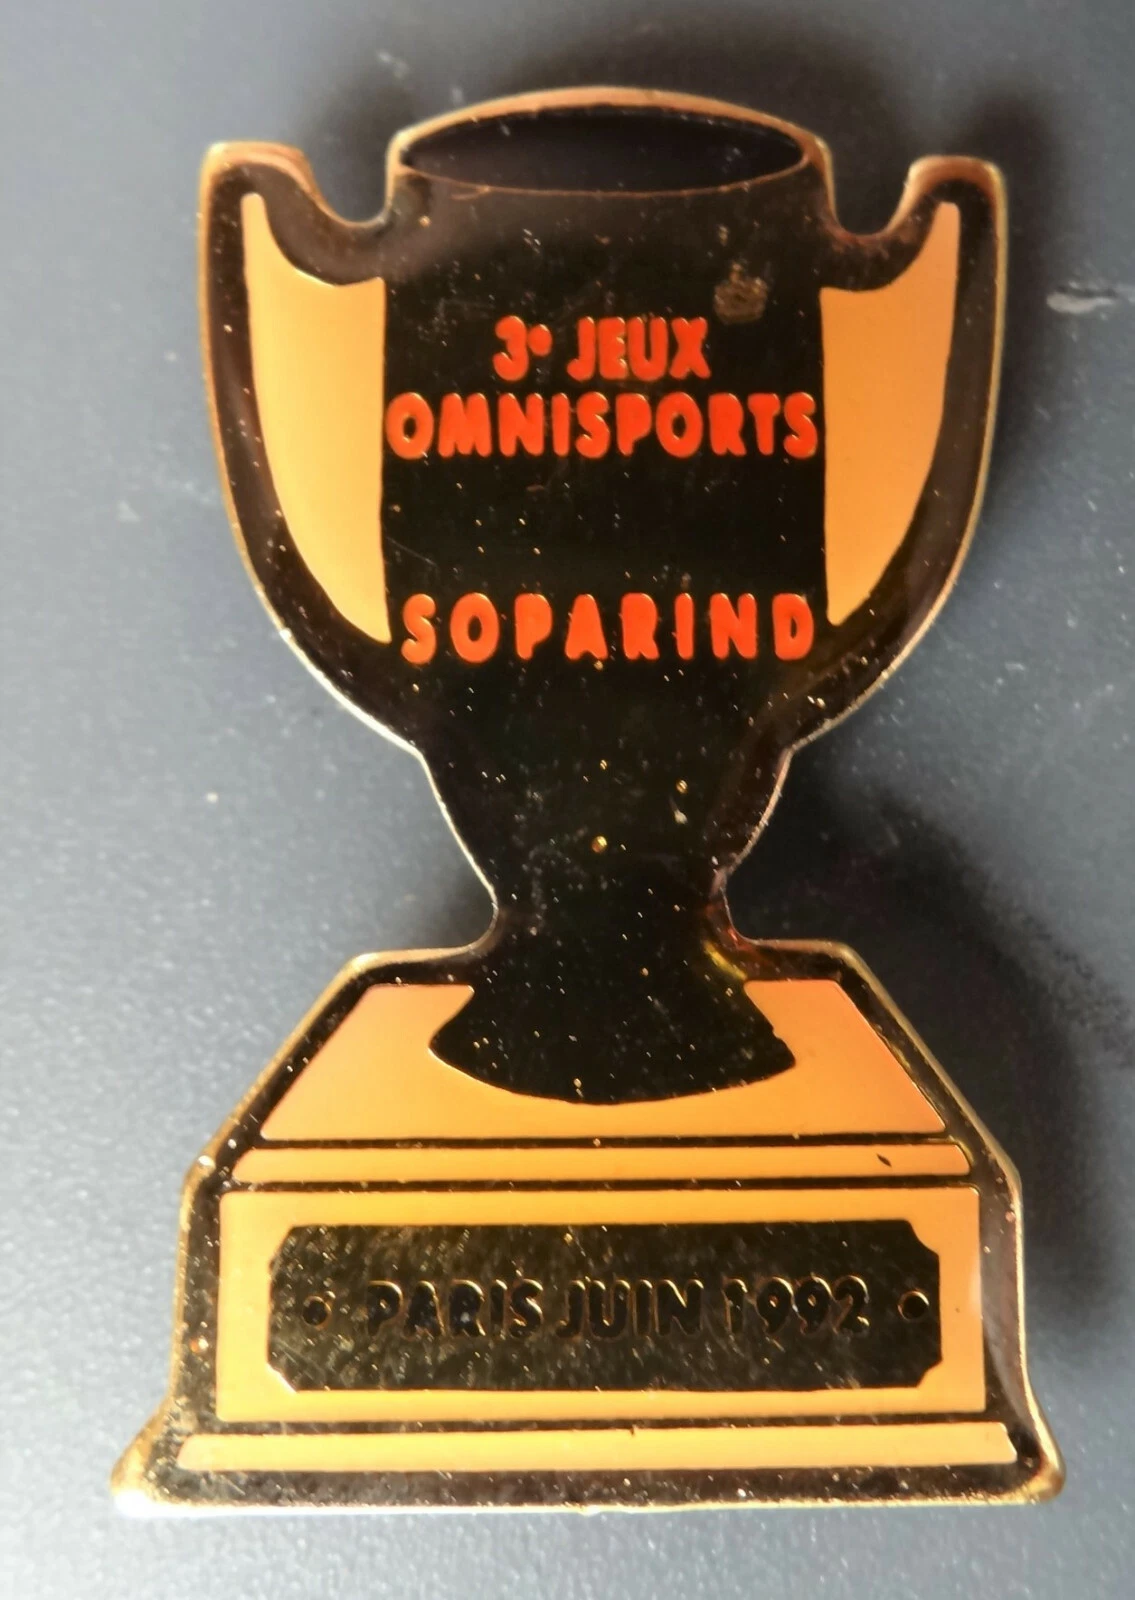 3e JEUX
OMNISPORTS
SOPARIND
• PARIS JUIN 1992 •